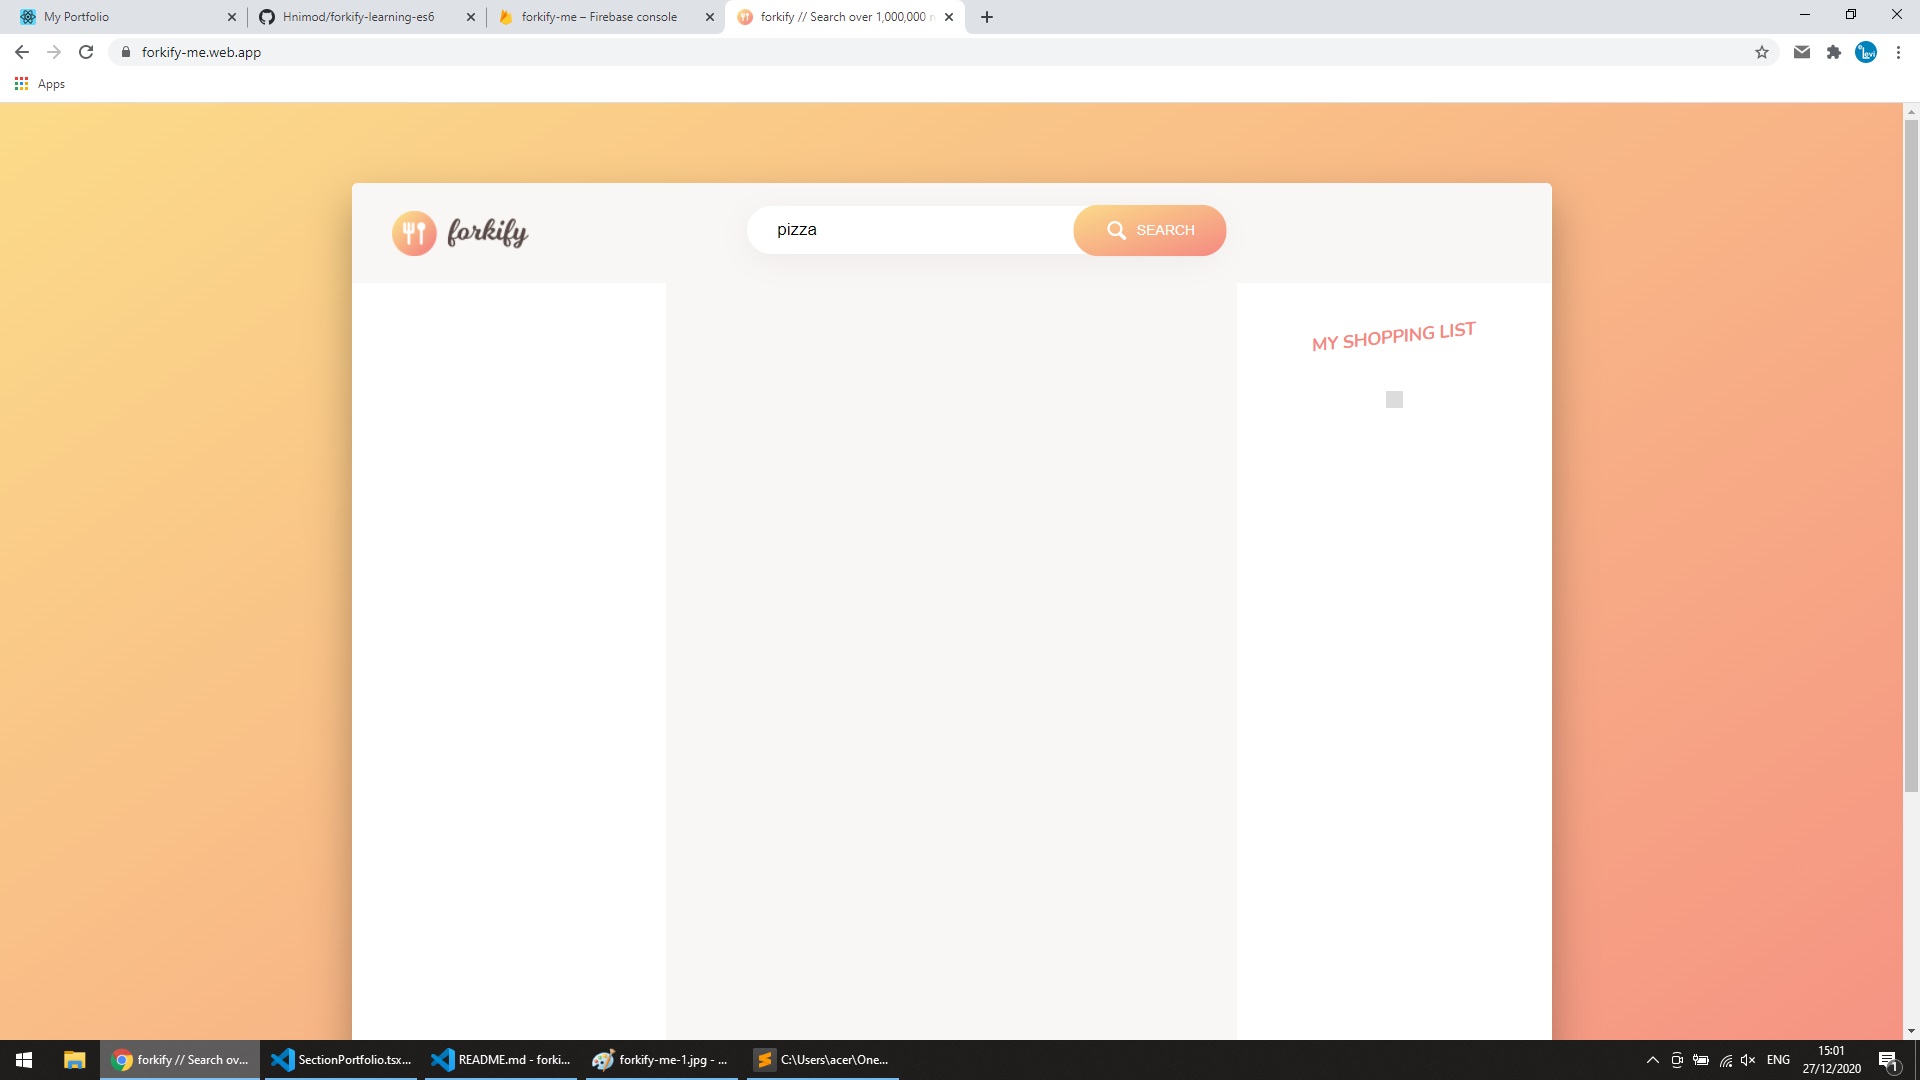 My Portfolio
Hnimod/forkify-learning-es6
forkify-me – Firebase console
forkify // Search over 1,000,000
forkify-me.web.app
Apps
forkify
pizza
SEARCH
MY SHOPPING LIST
forkify // Search ov...
SectionPortfolio.tsx...
README.md - forki...
forkify-me-1.jpg - ...
C:\Users\acer\One...
ENG
15:01
27/12/2020
1